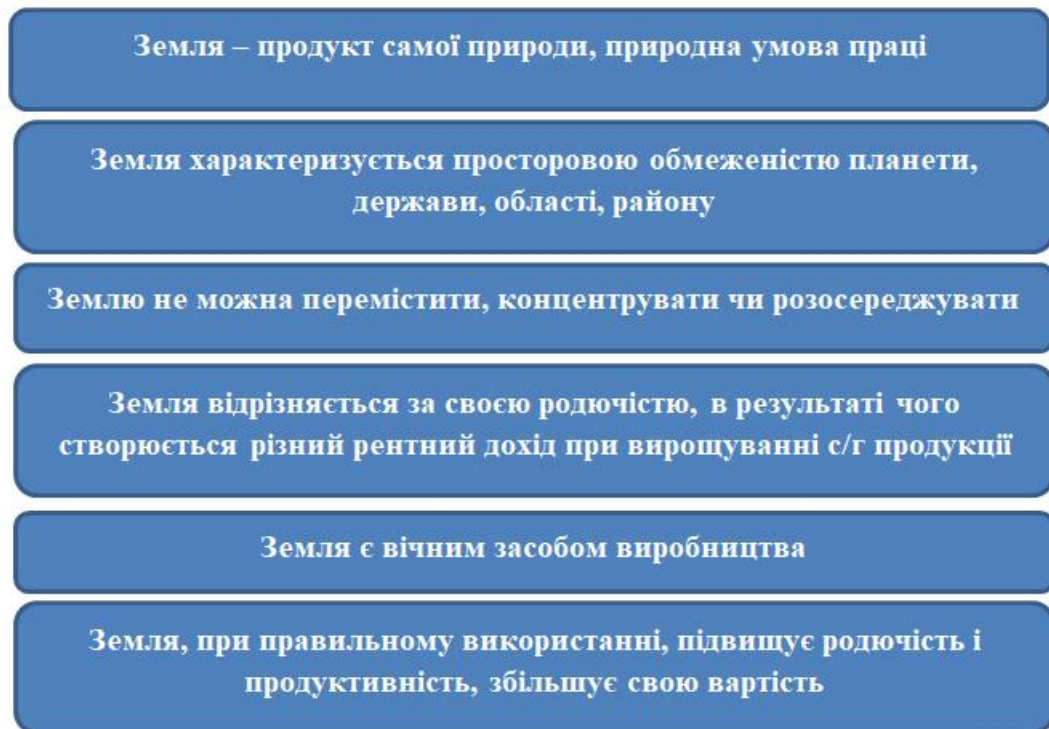 Земля – продукт самої природи, природна умова праці
Земля характеризується просторовою обмеженістю планети,
держави, області, району
Землю не можна перемістити, концентрувати чи розосереджувати
Земля відрізняється за своєю родючістю, в результаті чого
створюється різний рентний дохід при вирощуванні с/г продукції
Земля є вічним засобом виробництва
Земля, при правильному використанні, підвищує родючість і
продуктивність, збільшує свою вартість